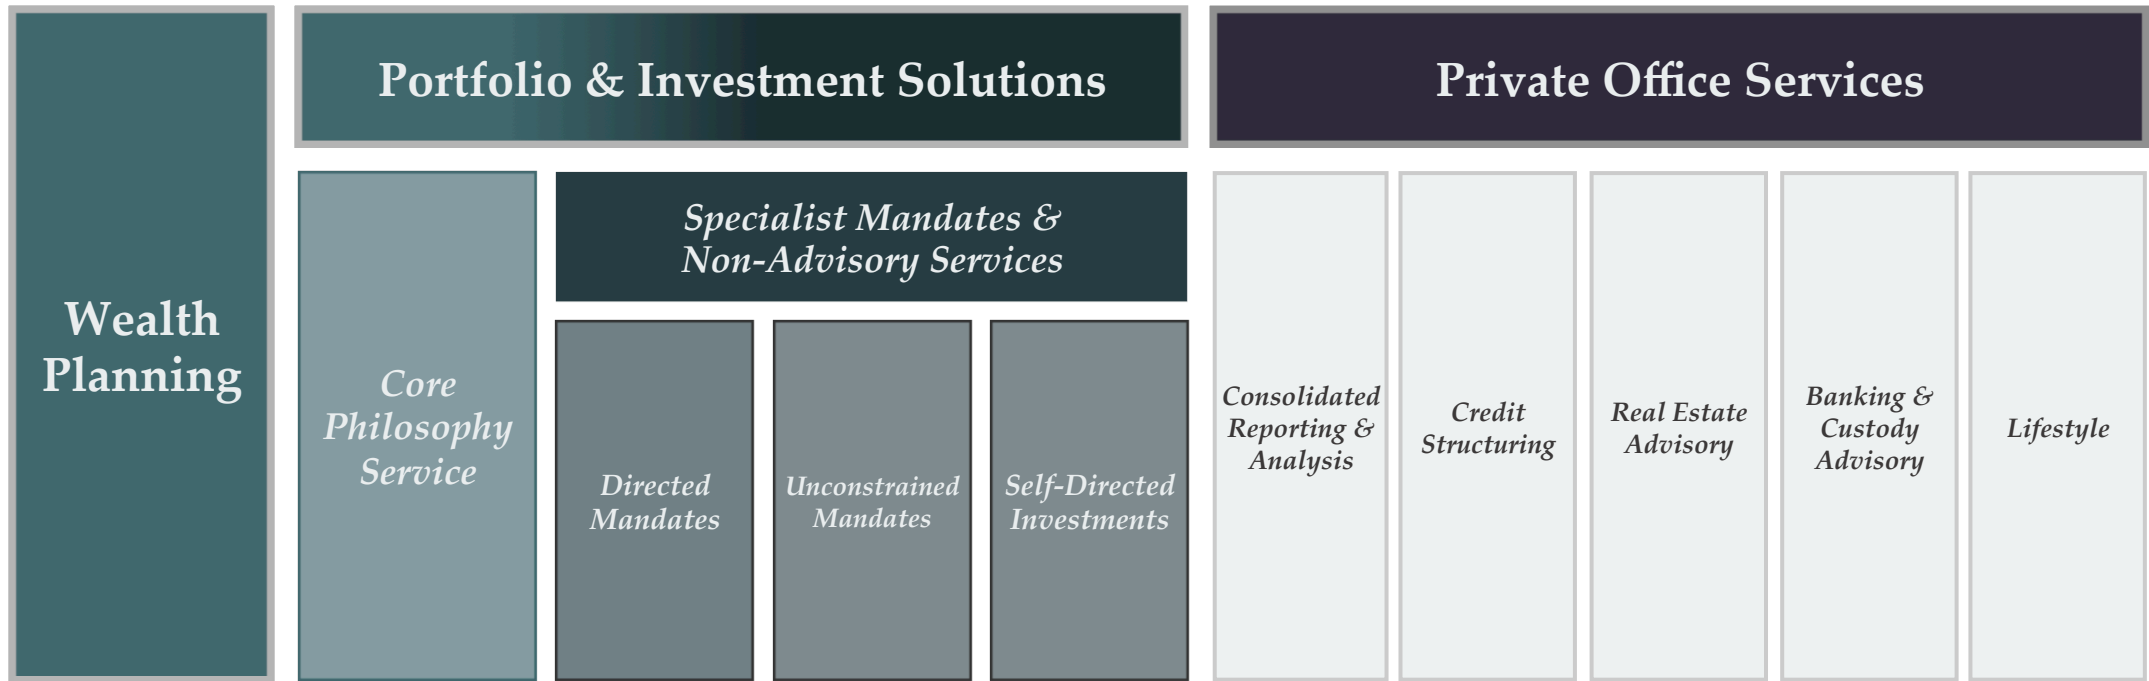 Wealth
Planning
Portfolio & Investment Solutions
Core
Philosophy
Service
Specialist Mandates &
Non-Advisory Services
Directed
Mandates
Unconstrained
Mandates
Self-Directed
Investments
Private Office Services
Consolidated
Reporting &
Analysis
Credit
Structuring
Real Estate
Advisory
Banking &
Custody
Advisory
Lifestyle